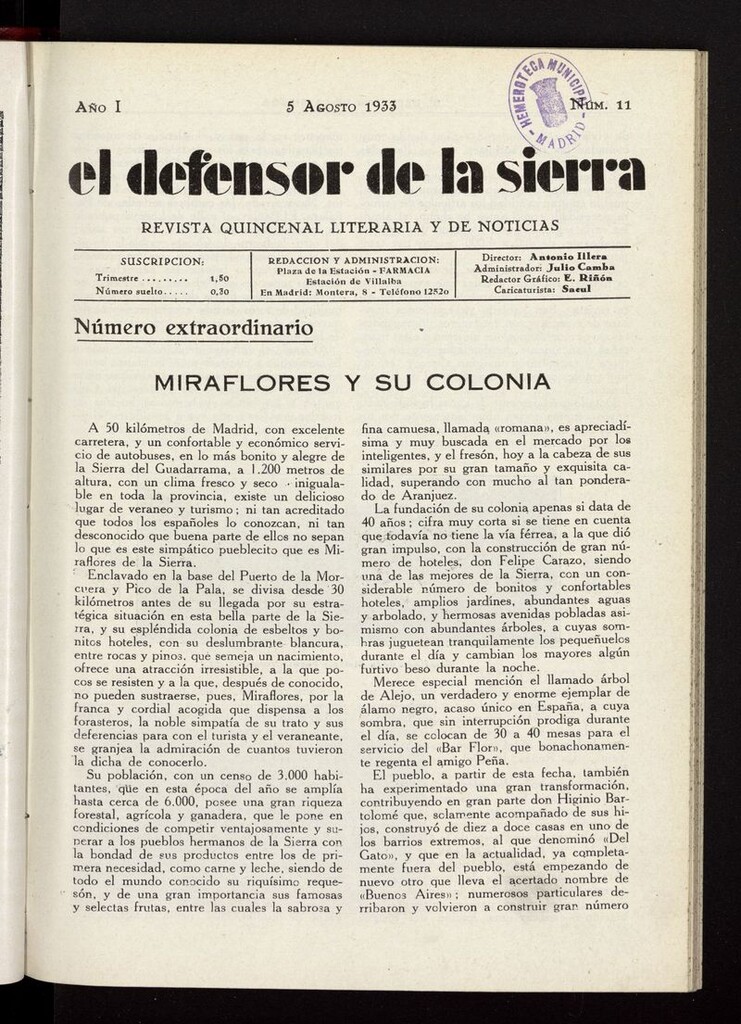 Año I
5 Agosto 1933
Núm. 11
HEMEROTECA MUNICIPAL
MADRID
el defensor de la sierra
REVISTA QUINCENAL LITERARIA Y DE NOTICIAS
SUSCRIPCION:
Trimestre ......... 1,50
Número suelto..... 0,30
REDACCION Y ADMINISTRACION:
Plaza de la Estación - FARMACIA
Estación de Villalba
En Madrid: Montera, 8 - Teléfono 12520
Director: Antonio Illera
Administrador: Julio Camba
Redactor Gráfico: E. Riñón
Caricaturista: Sacul
Número extraordinario
MIRAFLORES Y SU COLONIA
A 50 kilómetros de Madrid, con excelente
carretera, y un confortable y económico servi-
cio de autobuses, en lo más bonito y alegre de
la Sierra del Guadarrama, a 1.200 metros de
altura, con un clima fresco y seco · iniguala-
ble en toda la provincia, existe un delicioso
lugar de veraneo y turismo; ni tan acreditado
que todos los españoles lo conozcan, ni tan
desconocido que buena parte de ellos no sepan
lo que es este simpático pueblecito que es Mi-
raflores de la Sierra.
Enclavado en la base del Puerto de la Mor-
cuera y Pico de la Pala, se divisa desde 30
kilómetros antes de su llegada por su estra-
tégica situación en esta bella parte de la Sie-
rra, y su espléndida colonia de esbeltos y bo-
nitos hoteles, con su deslumbrante blancura,
entre rocas y pinos, que semeja un nacimiento,
ofrece una atracción irresistible, a la que po-
cos se resisten y a la que, después de conocido,
no pueden sustraerse, pues, Miraflores, por la
franca y cordial acogida que dispensa a los
forasteros, la noble simpatía de su trato y sus
deferencias para con el turista y el veraneante,
se granjea la admiración de cuantos tuvieron
la dicha de conocerlo.
Su población, con un censo de 3.000 habi-
tantes, que en esta época del año se amplía
hasta cerca de 6.000, posee una gran riqueza
forestal, agrícola y ganadera, que le pone en
condiciones de competir ventajosamente y su-
perar a los pueblos hermanos de la Sierra con
la bondad de sus productos entre los de pri-
mera necesidad, como carne y leche, siendo de
todo el mundo conocido su riquísimo reque-
són, y de una gran importancia sus famosas
y selectas frutas, entre las cuales la sabrosa y
fina camuesa, llamada «romana», es apreciadí-
sima y muy buscada en el mercado por los
inteligentes, y el fresón, hoy a la cabeza de sus
similares por su gran tamaño y exquisita ca-
lidad, superando con mucho al tan pondera-
do de Aranjuez.
La fundación de su colonia apenas si data de
40 años; cifra muy corta si se tiene en cuenta
que todavía no tiene la vía férrea, a la que dió
gran impulso, con la construcción de gran nú-
mero de hoteles, don Felipe Carazo, siendo
una de las mejores de la Sierra, con un con-
siderable número de bonitos y confortables
hoteles, amplios jardines, abundantes aguas
y arbolado, y hermosas avenidas pobladas asi-
mismo con abundantes árboles, a cuyas som-
bras juguetean tranquilamente los pequeñuelos
durante el día y cambian los mayores algún
furtivo beso durante la noche.
Merece especial mención el llamado árbol
de Alejo, un verdadero y enorme ejemplar de
álamo negro, acaso único en España, a cuya
sombra, que sin interrupción prodiga durante
el día, se colocan de 30 a 40 mesas para el
servicio del «Bar Flor», que bonachonamen-
te regenta el amigo Peña.
El pueblo, a partir de esta fecha, también
ha experimentado una gran transformación,
contribuyendo en gran parte don Higinio Bar-
tolomé que, solamente acompañado de sus hi-
jos, construyó de diez a doce casas en uno de
los barrios extremos, al que denominó «Del
Gato», y que en la actualidad, ya completa-
mente fuera del pueblo, está empezando de
nuevo otro que lleva el acertado nombre de
«Buenos Aires»; numerosos particulares de-
rribaron y volvieron a construir gran número